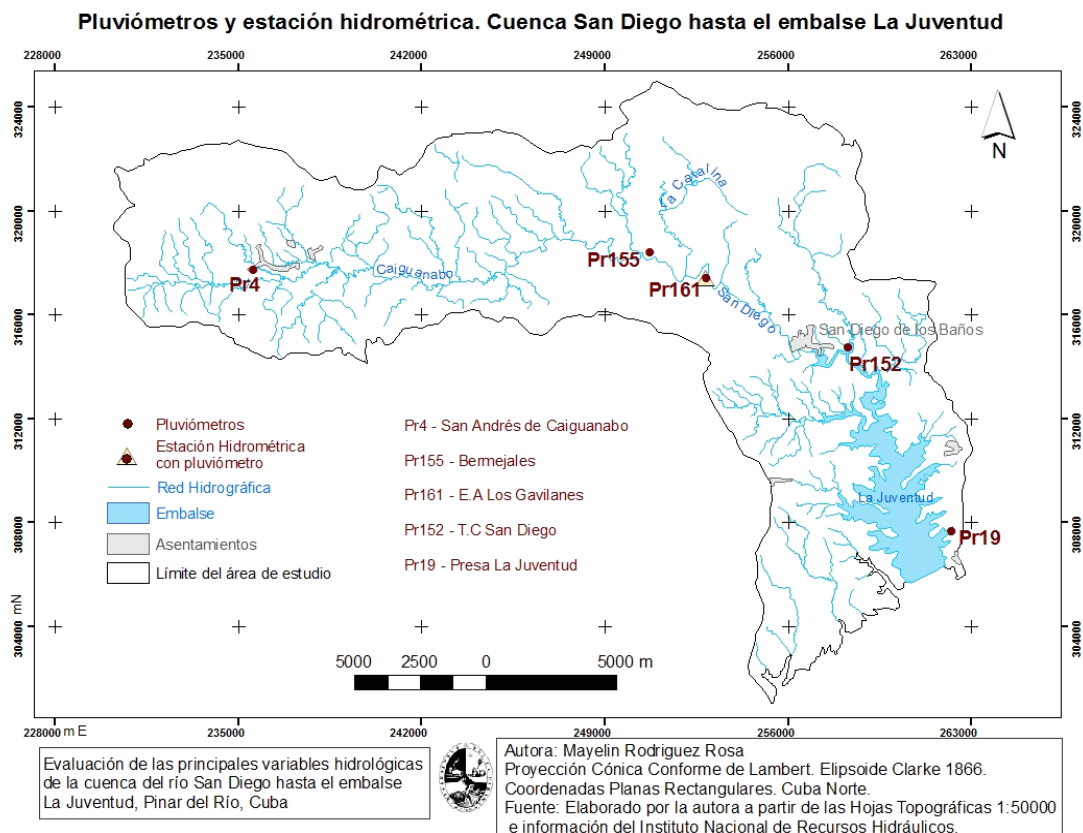 Pluviómetros y estación hidrométrica. Cuenca San Diego hasta el embalse La Juventud
228000 235000 242000 249000 256000 263000
324000 324000
N
La Catalina
320000 320000
Pr155
Caiguanabo
Pr4
Pr161
San Diego
316000 316000
San Diego de los Baños
Pr152
312000 312000
Pluviómetros
Estación Hidrométrica
con pluviómetro
Red Hidrográfica
Embalse
Asentamientos
Límite del área de estudio
Pr4 - San Andrés de Caiguanabo
Pr155 - Bermejales
Pr161 - E.A Los Gavilanes
Pr152 - T.C San Diego
Pr19 - Presa La Juventud
La Juventud
308000 308000
Pr19
304000 mN 304000
5000 2500 0 5000 m
228000 m E 235000 242000 249000 256000 263000
Evaluación de las principales variables hidrológicas
de la cuenca del río San Diego hasta el embalse
La Juventud, Pinar del Río, Cuba
Autora: Mayelin Rodriguez Rosa
Proyección Cónica Conforme de Lambert. Elipsoide Clarke 1866.
Coordenadas Planas Rectangulares. Cuba Norte.
Fuente: Elaborado por la autora a partir de las Hojas Topográficas 1:50000
e información del Instituto Nacional de Recursos Hidráulicos.